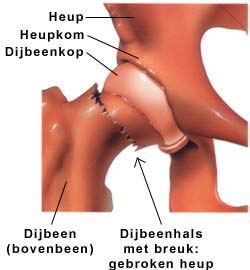 Heup
Heupkom
Dijbeenkop
Dijbeen
(bovenbeen)
Dijbeenhals
met breuk:
gebroken heup